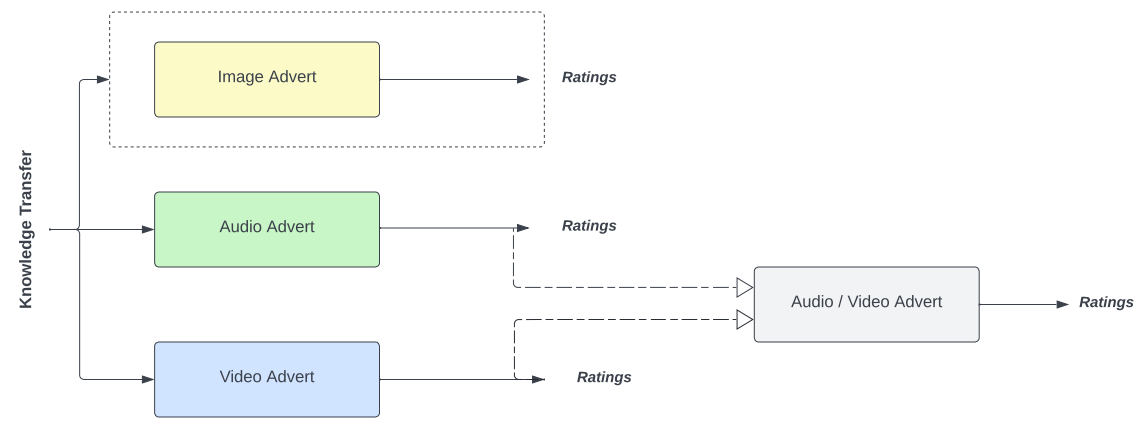 Knowledge Transfer
Image Advert
Ratings
Audio Advert
Ratings
Audio / Video Advert
Ratings
Video Advert
Ratings